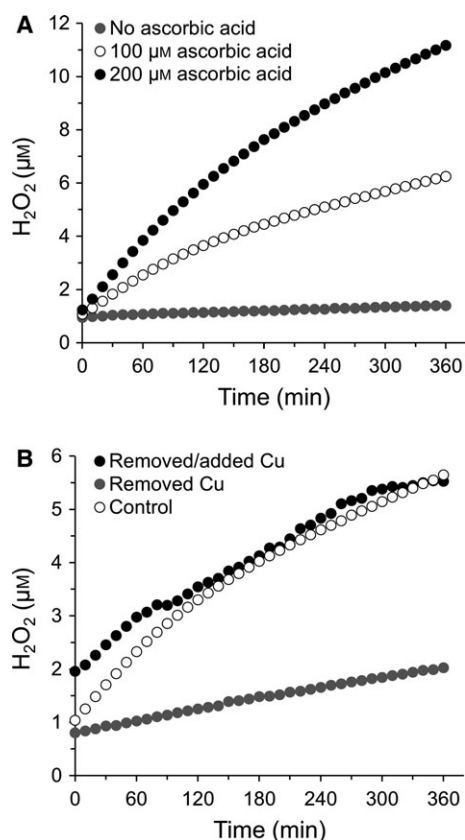 A
No ascorbic acid
100 μM ascorbic acid
200 μM ascorbic acid
12
10
8
6
4
2
0
H₂O₂ (μM)
0 60 120 180 240 300 360
Time (min)
B
Removed/added Cu
Removed Cu
Control
6
5
4
3
2
1
0
H₂O₂ (μM)
0 60 120 180 240 300 360
Time (min)